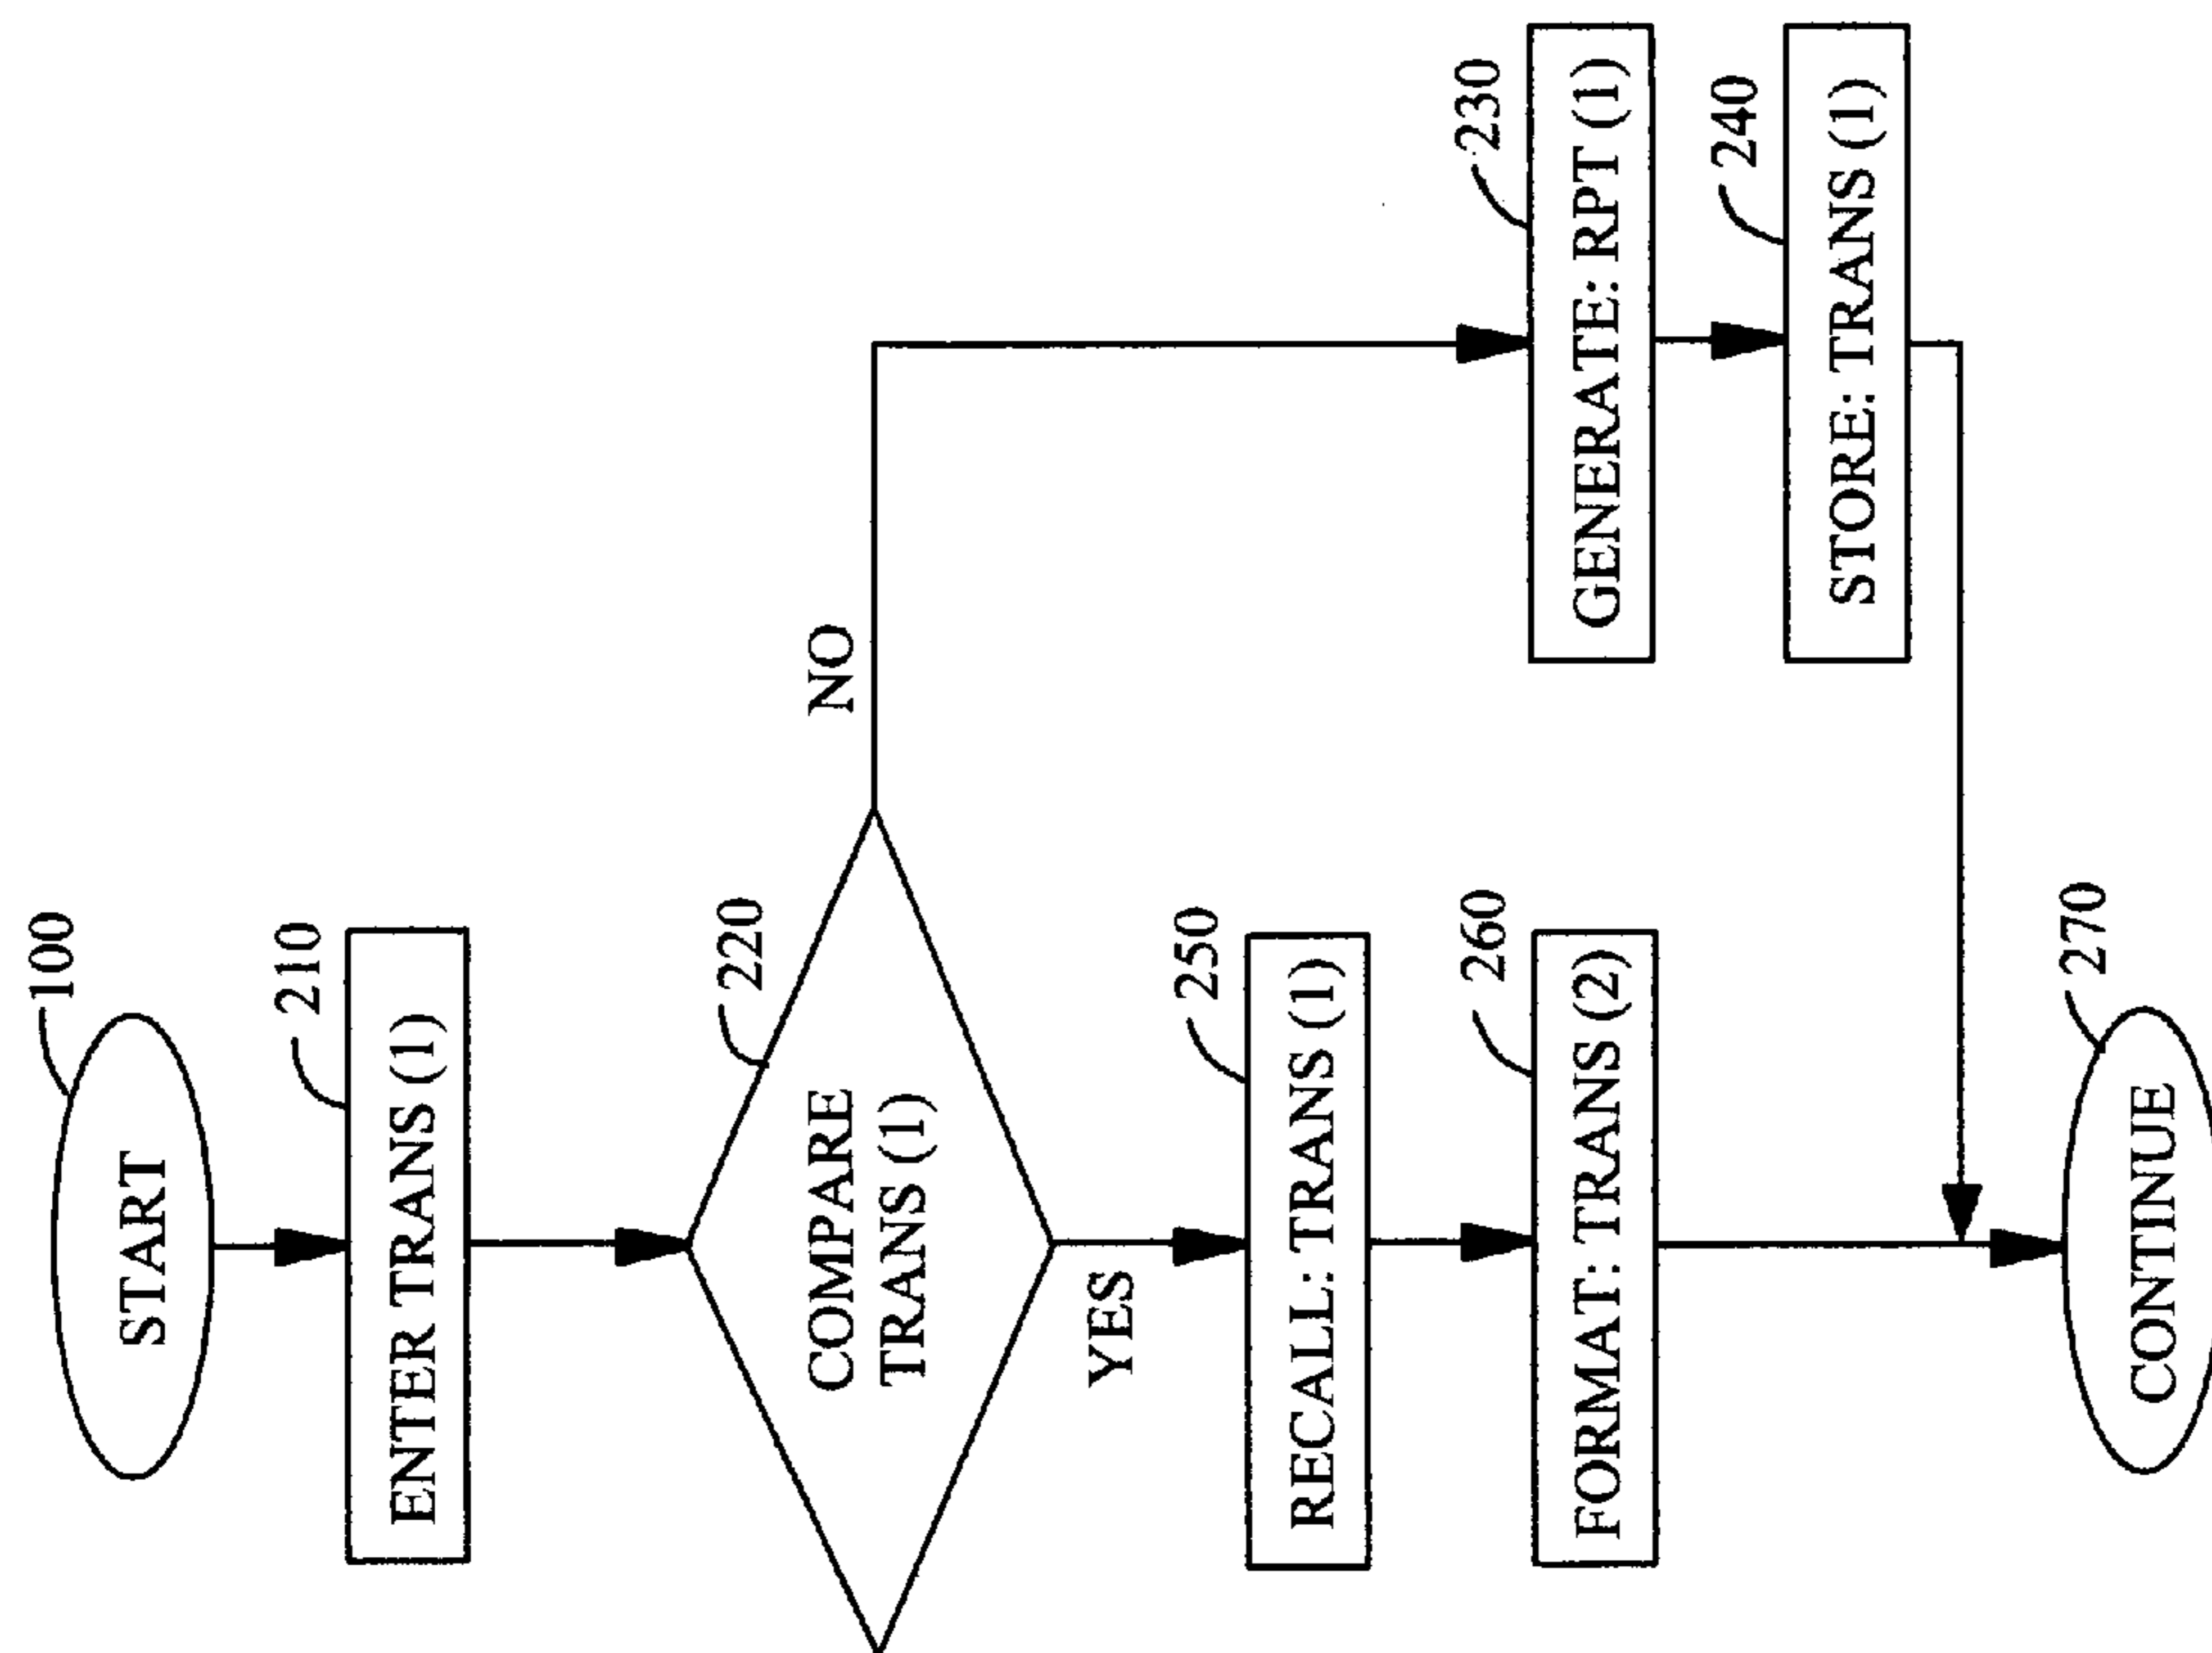 START
100
ENTER TRANS (1)
210
COMPARE
TRANS (1)
220
NO
YES
RECALL: TRANS (1)
250
FORMAT: TRANS (2)
260
GENERATE: RPT (1)
230
STORE: TRANS (1)
240
CONTINUE
270